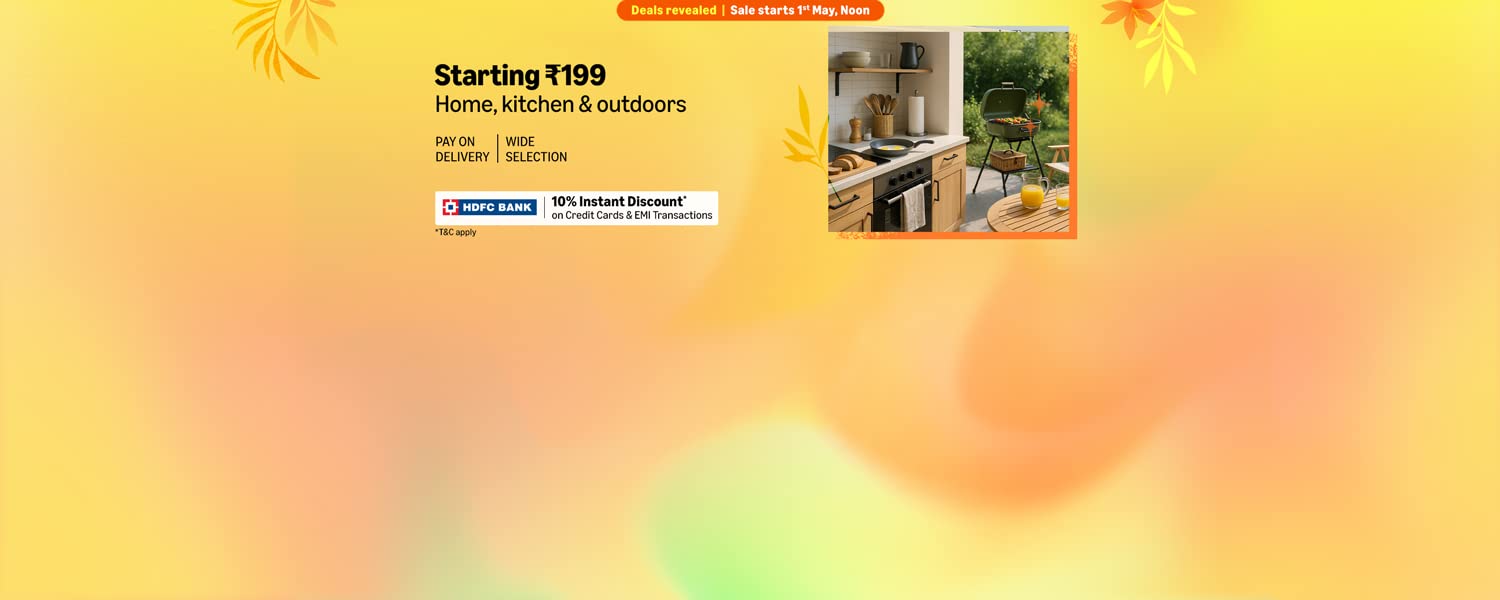 Deals revealed | Sale starts 1st May, Noon
Starting ₹199
Home, kitchen & outdoors
PAY ON DELIVERY | WIDE SELECTION
HDFC BANK | 10% Instant Discount*
on Credit Cards & EMI Transactions
*T&C apply